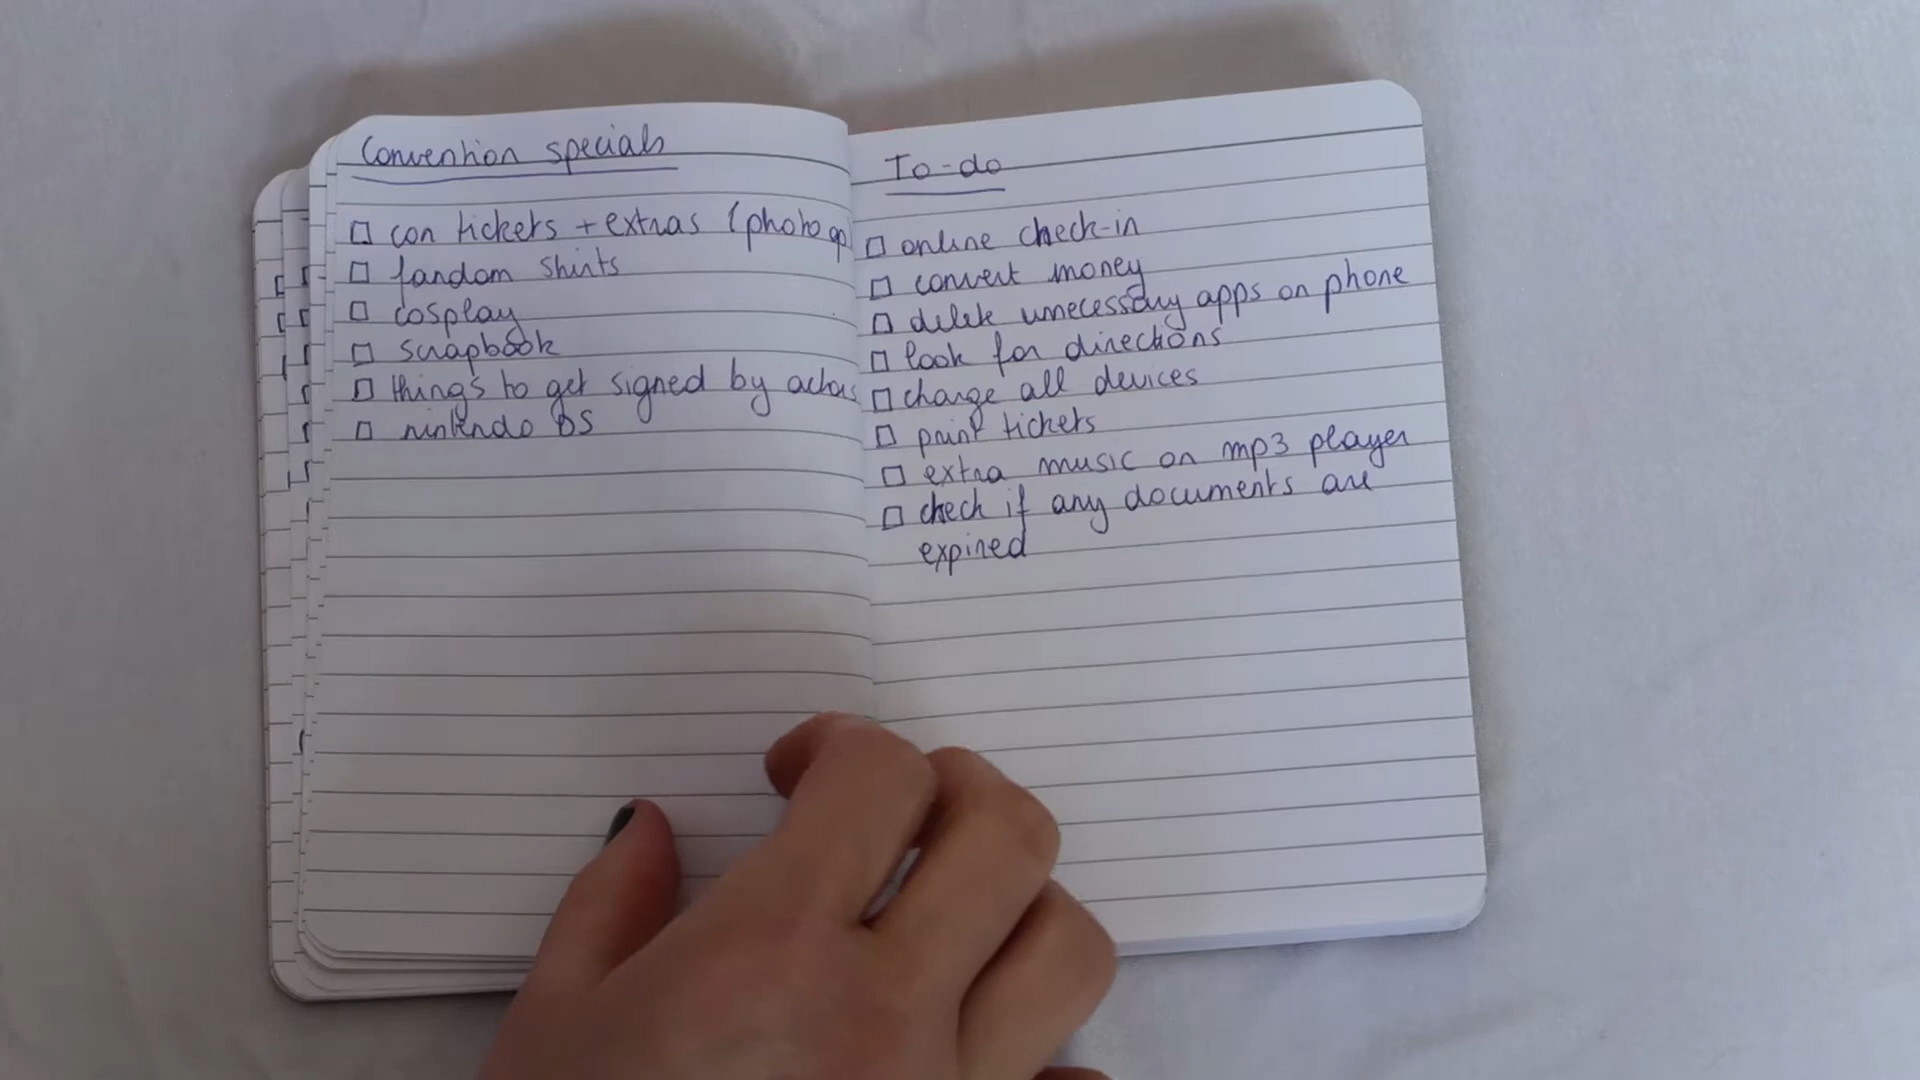 Convention specials
con tickets + extras (photo op
fandom shirts
cosplay
scrapbook
things to get signed by actors
nintendo DS
To-do
online check-in
convert money
delete unecessary apps on phone
look for directions
charge all devices
print tickets
extra music on mp3 player
check if any documents are
expired